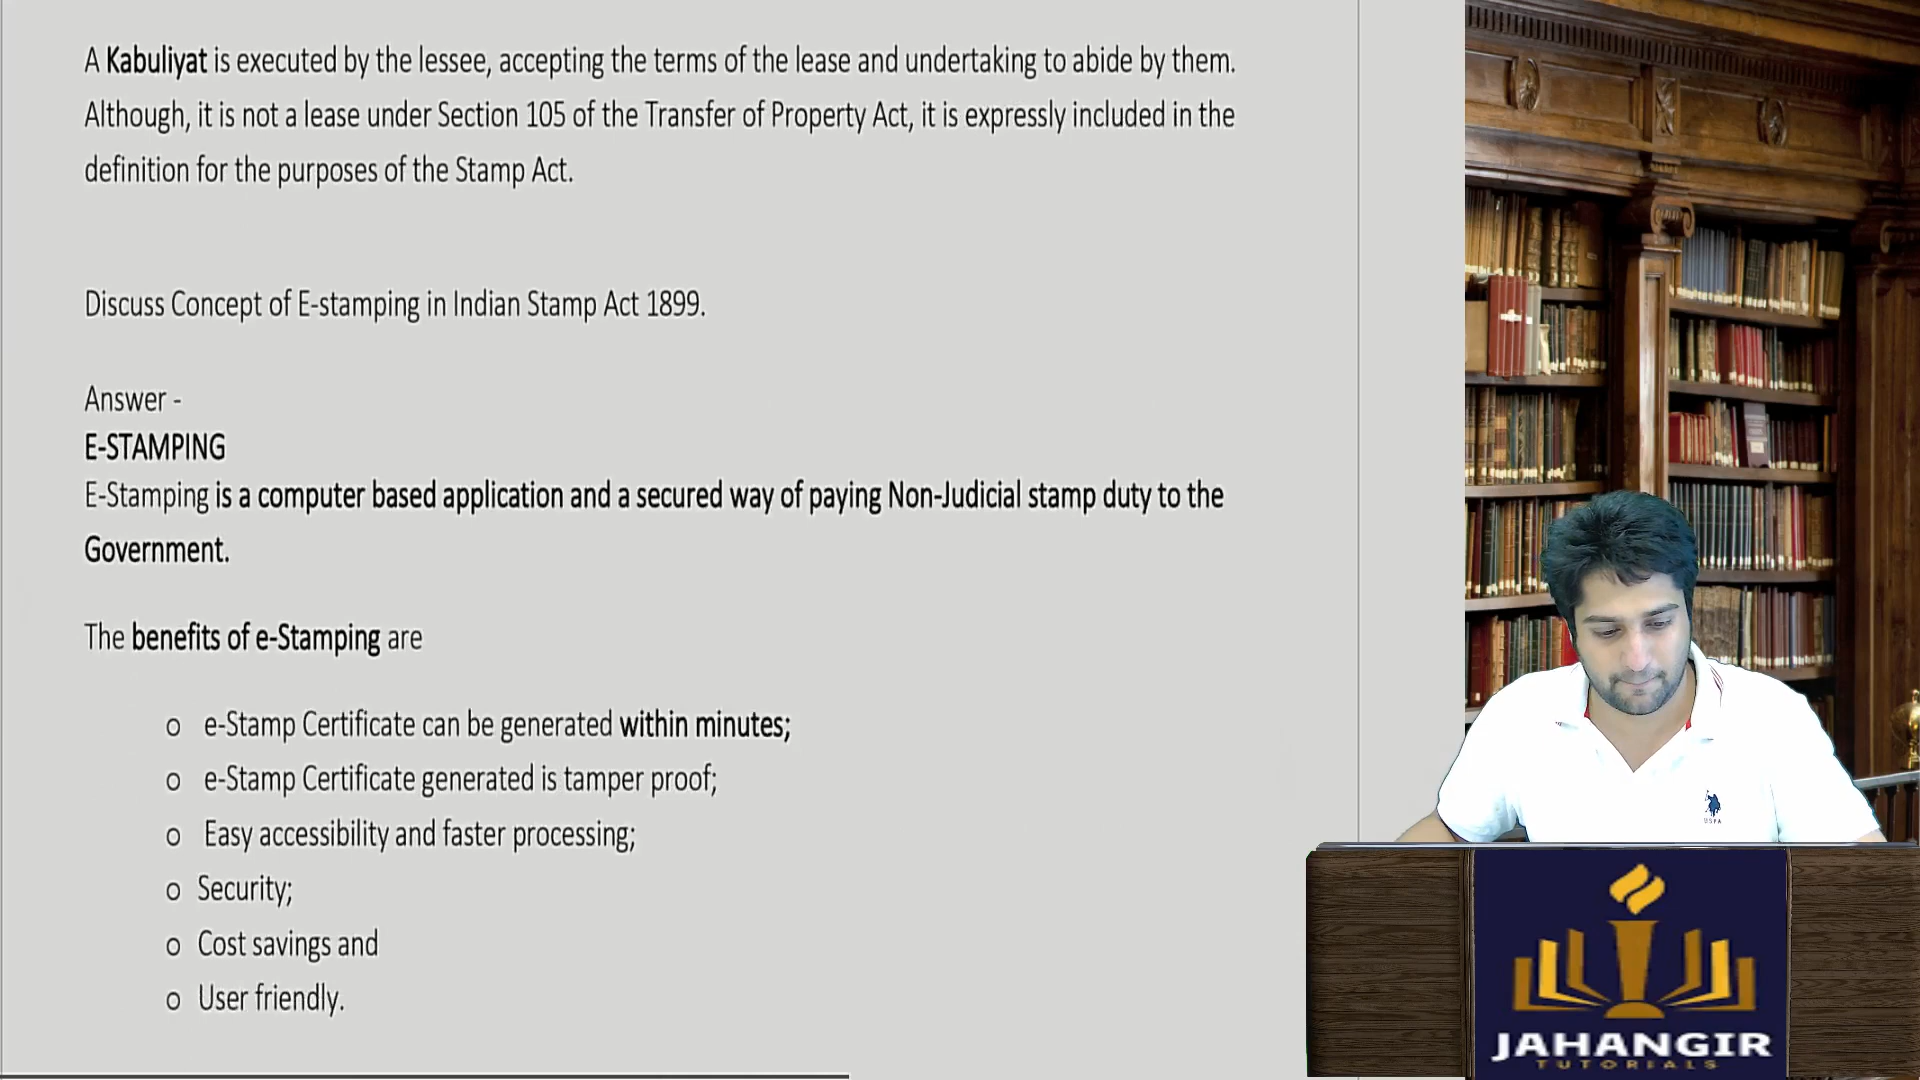 A Kabuliyat is executed by the lessee, accepting the terms of the lease and undertaking to abide by them.
Although, it is not a lease under Section 105 of the Transfer of Property Act, it is expressly included in the
definition for the purposes of the Stamp Act.
Discuss Concept of E-stamping in Indian Stamp Act 1899.
Answer -
E-STAMPING
E-Stamping is a computer based application and a secured way of paying Non-Judicial stamp duty to the
Government.
The benefits of e-Stamping are
o e-Stamp Certificate can be generated within minutes;
o e-Stamp Certificate generated is tamper proof;
o Easy accessibility and faster processing;
o Security;
o Cost savings and
o User friendly.
USPA
JAHANGIR
TUTORIALS